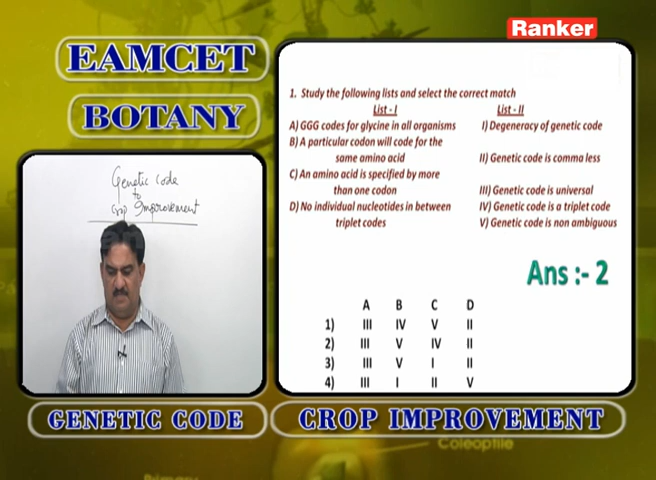 Ranker
EAMCET
BOTANY
Genetic code
to
Crop Improvement
1. Study the following lists and select the correct match
List - I List - II
A) GGG codes for glycine in all organisms I) Degeneracy of genetic code
B) A particular codon will code for the
same amino acid II) Genetic code is comma less
C) An amino acid is specified by more
than one codon III) Genetic code is universal
D) No individual nucleotides in between IV) Genetic code is a triplet code
triplet codes V) Genetic code is non ambiguous
Ans :- 2
A B C D
1) III IV V II
2) III V IV II
3) III V I II
4) III I II V
GENETIC CODE
CROP IMPROVEMENT
Coleoptile
Primary